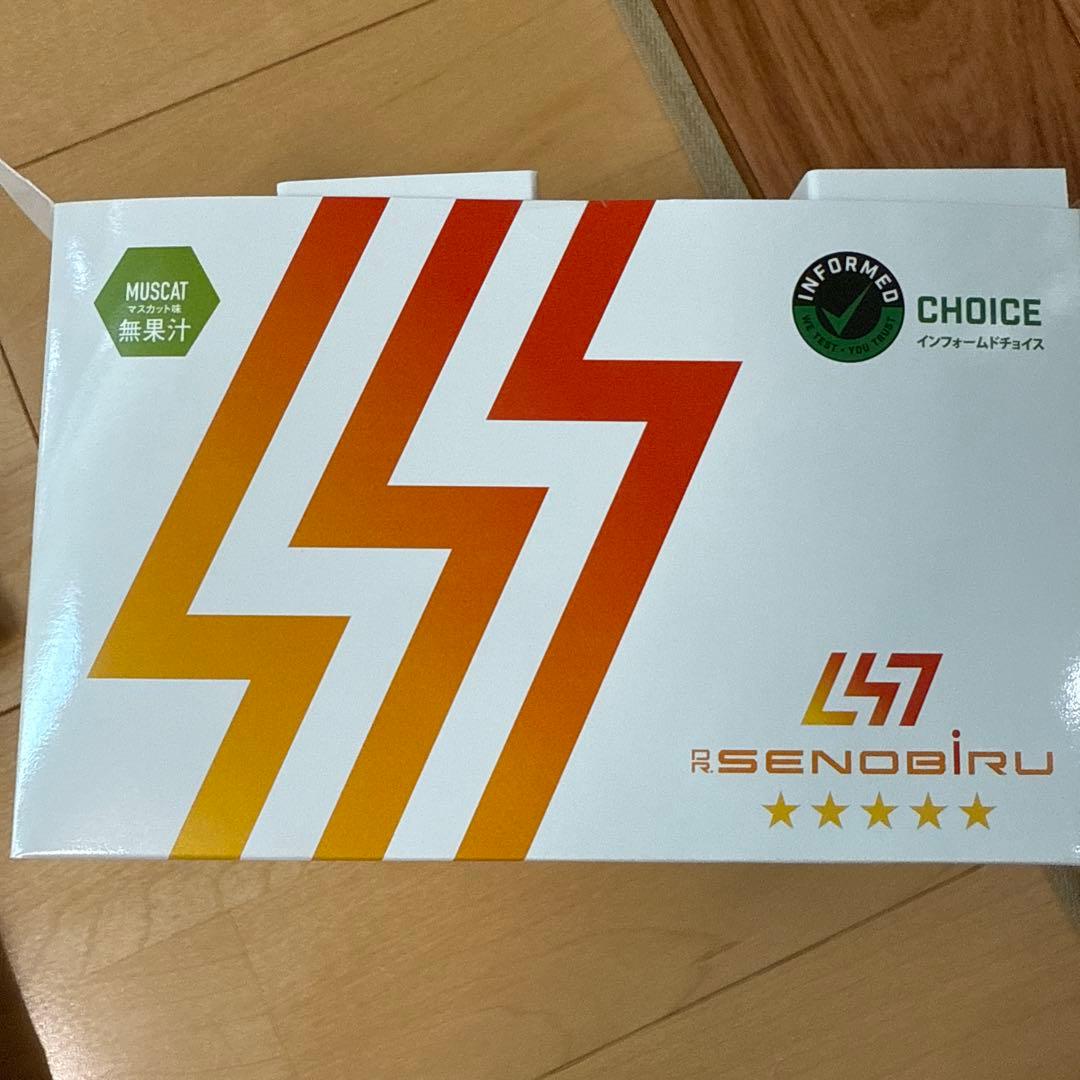 MUSCAT
マスカット味
無果汁
INFORMED
WE TEST • YOU TRUST
CHOICE
インフォームドチョイス
DR. SENOBiRU